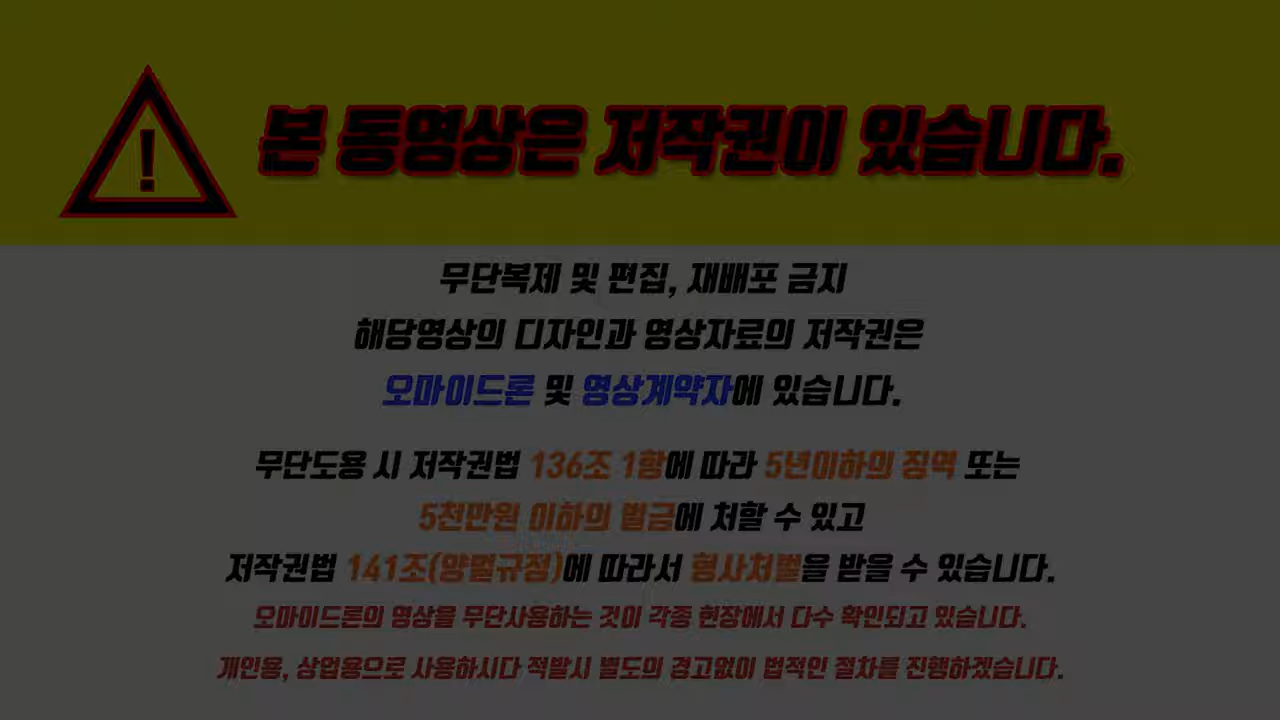 본 동영상은 저작권이 있습니다.
무단복제 및 편집, 재배포 금지
해당영상의 디자인과 영상자료의 저작권은
오마이드론 및 영상계약자에 있습니다.
무단도용 시 저작권법 136조 1항에 따라 5년이하의 징역 또는
5천만원 이하의 벌금에 처할 수 있고
저작권법 141조(양벌규정)에 따라서 형사처벌을 받을 수 있습니다.
오마이드론의 영상을 무단사용하는 것이 각종 현장에서 다수 확인되고 있습니다.
개인용, 상업용으로 사용하시다 적발시 별도의 경고없이 법적인 절차를 진행하겠습니다.